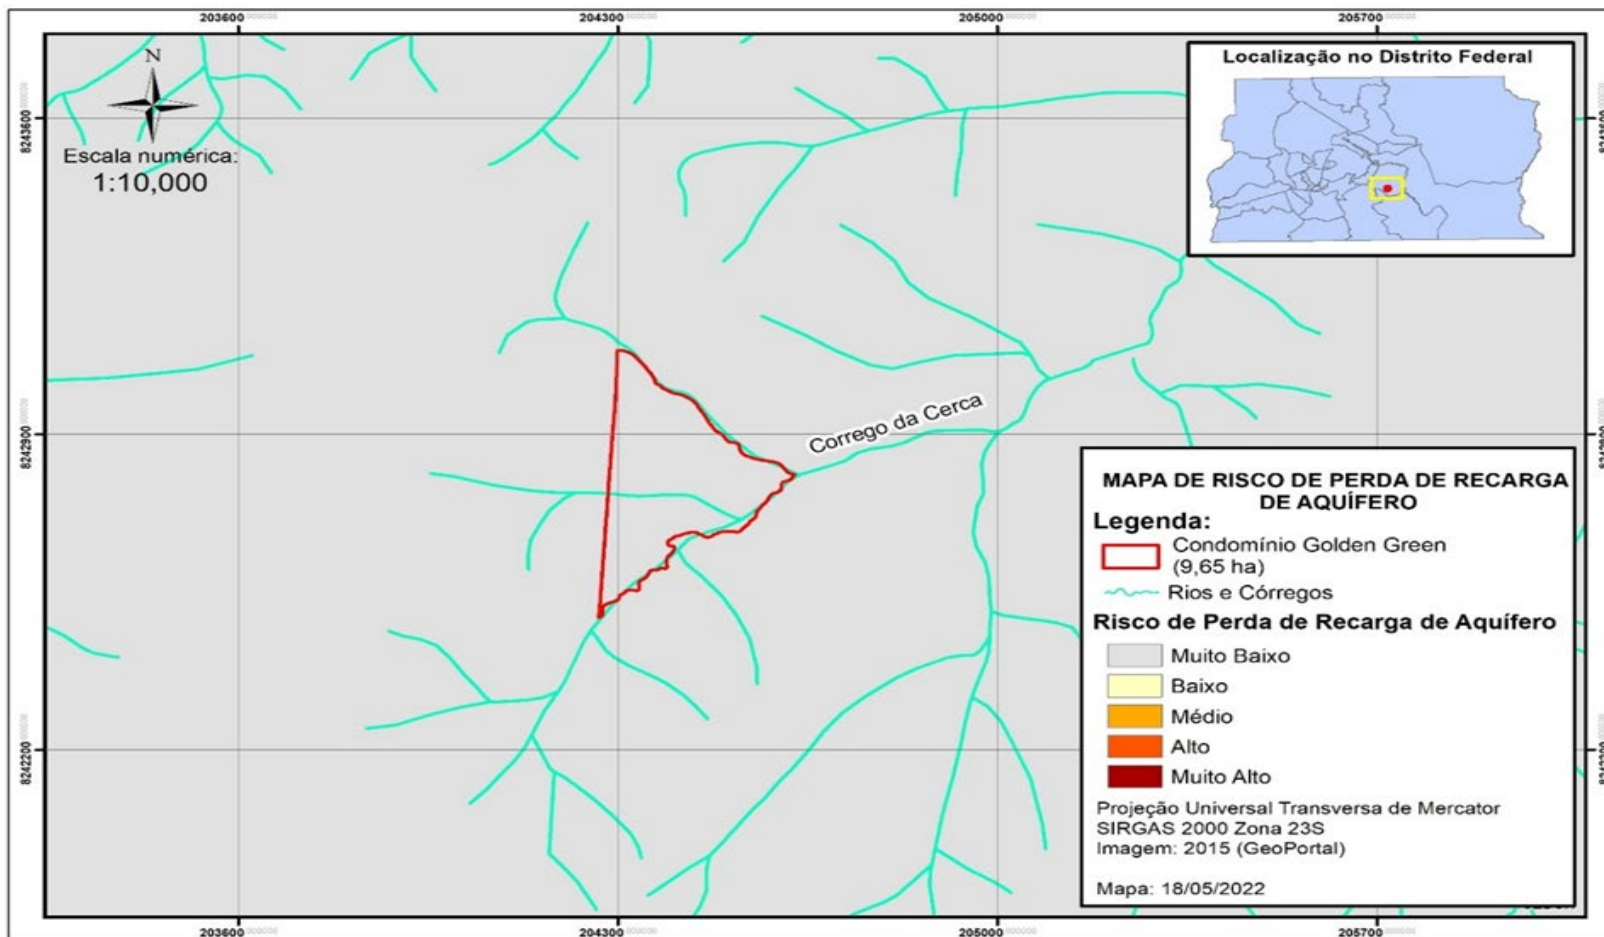 203600 204300 205000 205700
N
Escala numérica:
1:10,000
Localização no Distrito Federal
8243600
8242900
8242200
Corrego da Cerca
MAPA DE RISCO DE PERDA DE RECARGA
DE AQUÍFERO
Legenda:
Condomínio Golden Green
(9,65 ha)
Rios e Córregos
Risco de Perda de Recarga de Aquífero
Muito Baixo
Baixo
Médio
Alto
Muito Alto
Projeção Universal Transversa de Mercator
SIRGAS 2000 Zona 23S
Imagem: 2015 (GeoPortal)
Mapa: 18/05/2022
203600 204300 205000 205700